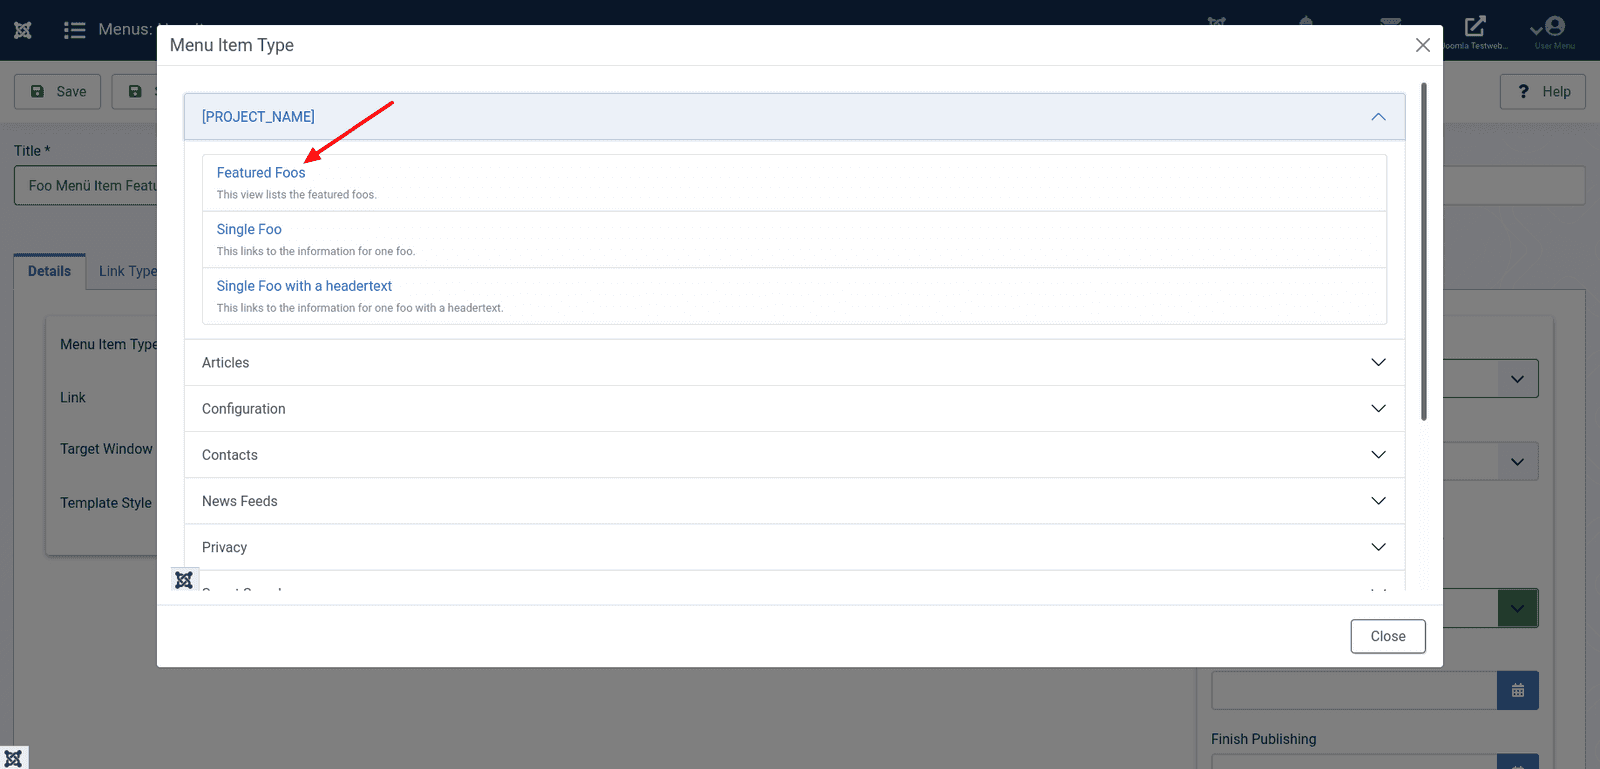 Menus:
Joomla Testweb...
User Menu
Menu Item Type
Save
Help
[PROJECT_NAME]
Title *
Featured Foos
Foo Menü Item Featu
This view lists the featured foos.
Single Foo
This links to the information for one foo.
Details
Link Type
Single Foo with a headertext
This links to the information for one foo with a headertext.
Menu Item Type
Articles
Link
Configuration
Target Window
Contacts
Template Style
News Feeds
Privacy
Close
Finish Publishing